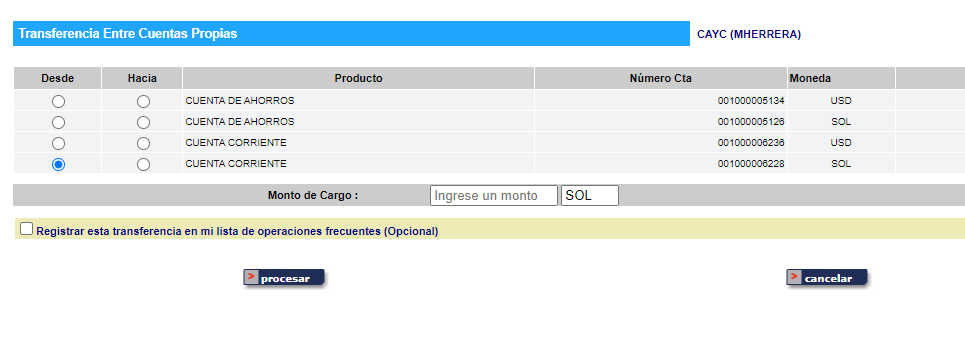 Transferencia Entre Cuentas Propias CAYC (MHERRERA)
Desde Hacia Producto Número Cta Moneda
CUENTA DE AHORROS 001000005134 USD
CUENTA DE AHORROS 001000005126 SOL
CUENTA CORRIENTE 001000006236 USD
CUENTA CORRIENTE 001000006228 SOL
Monto de Cargo : Ingrese un monto SOL
Registrar esta transferencia en mi lista de operaciones frecuentes (Opcional)
> procesar > cancelar